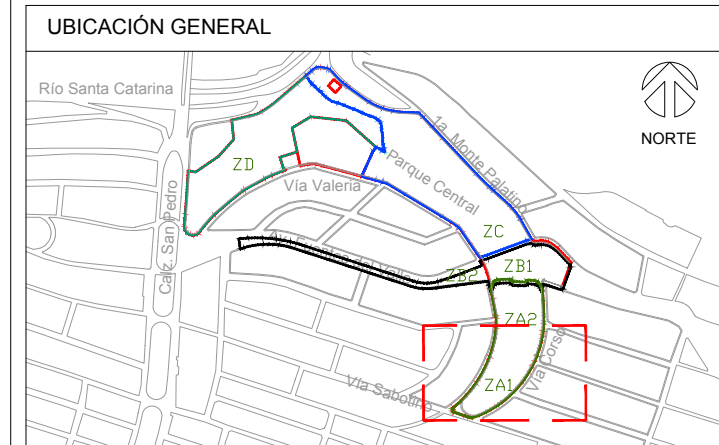 UBICACIÓN GENERAL
Río Santa Catarina
NORTE
1a. Monte Palatino
ZD
Parque Central
Vía Valeria
Calz. San Pedro
ZC
ZB1
ZB2
ZA2
Vía Corso
ZA1
Vía Sabotino